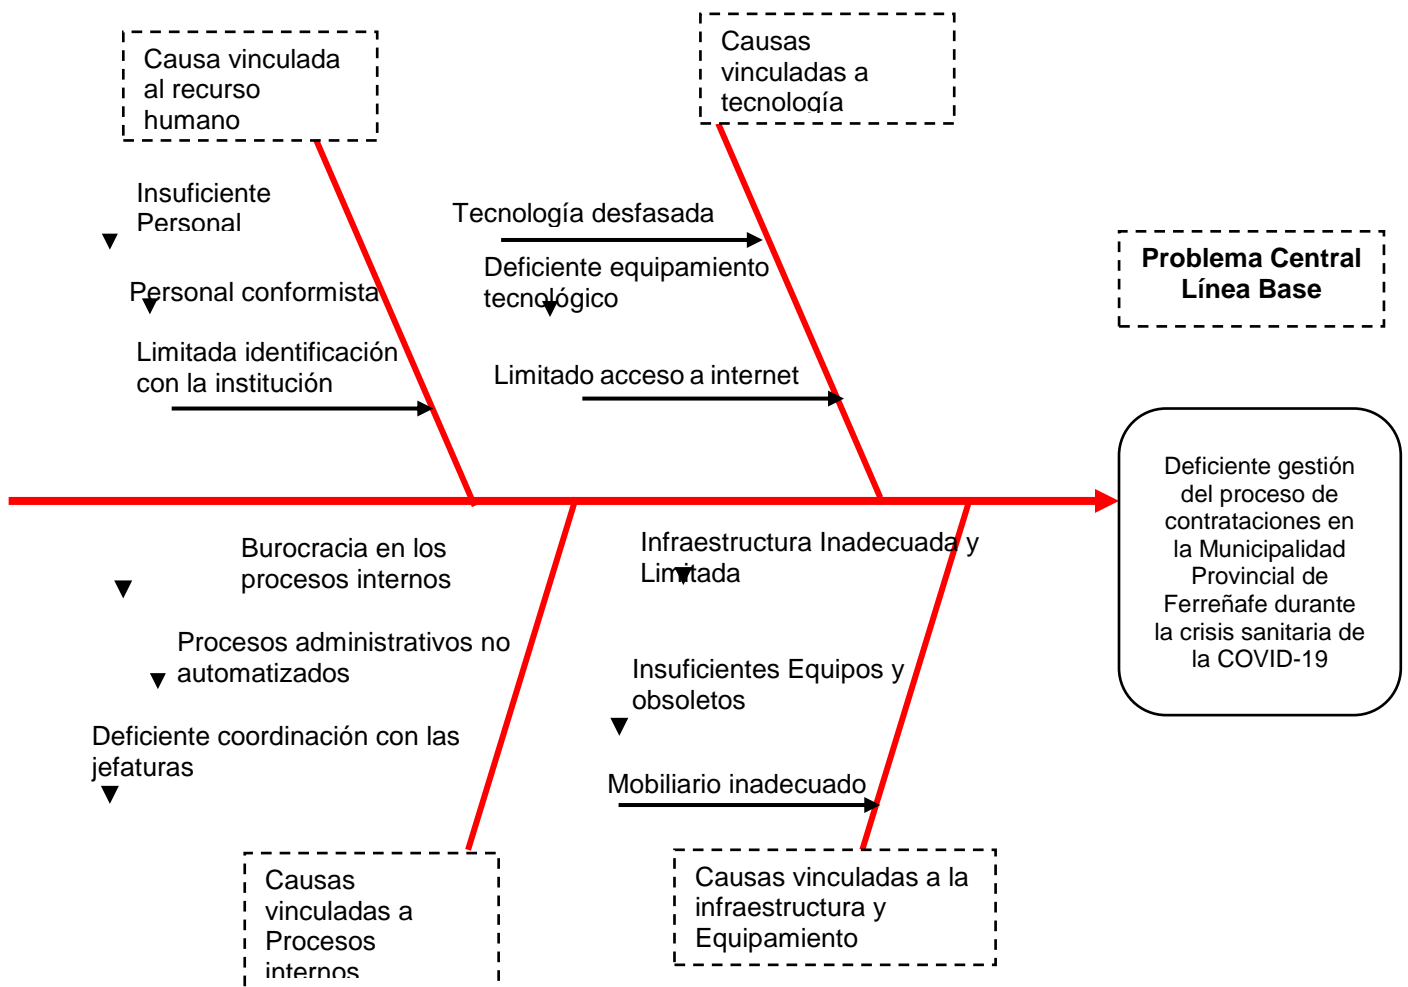 Causa vinculada
al recurso
humano
Causas
vinculadas a
tecnología
Insuficiente
Personal
Personal conformista
Limitada identificación
con la institución
Tecnología desfasada
Deficiente equipamiento
tecnológico
Limitado acceso a internet
Problema Central
Línea Base
Deficiente gestión
del proceso de
contrataciones en
la Municipalidad
Provincial de
Ferreñafe durante
la crisis sanitaria de
la COVID-19
Burocracia en los
procesos internos
Procesos administrativos no
automatizados
Deficiente coordinación con las
jefaturas
Infraestructura Inadecuada y
Limitada
Insuficientes Equipos y
obsoletos
Mobiliario inadecuado
Causas
vinculadas a
Procesos
internos
Causas vinculadas a la
infraestructura y
Equipamiento